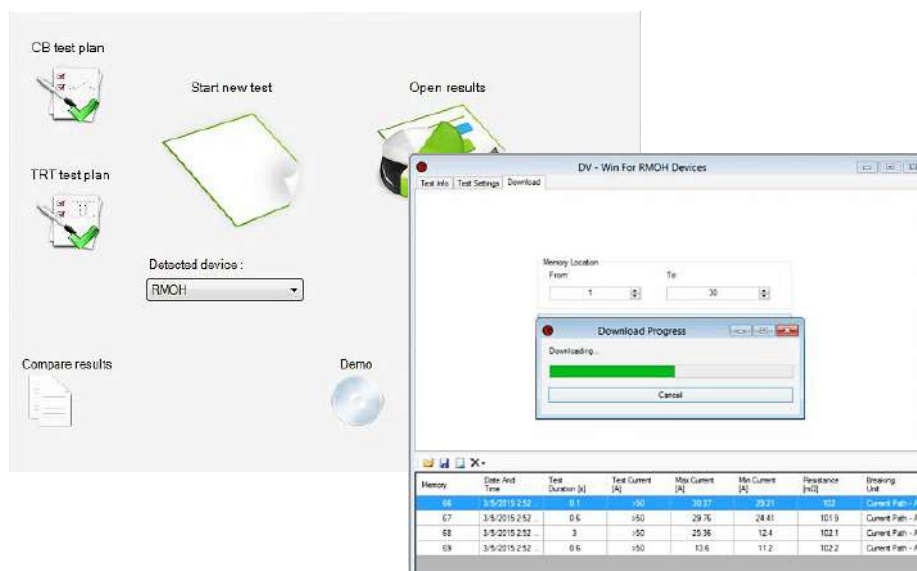 CB test plan
Start new test
Open results
TRT test plan
Detected device :
RMOH
Compare results
Demo
DV - Win For RMOH Devices
Test Info Test Settings Download
Memory Location
From: To:
1 30
Download Progress
Downloading...
Cancel
Memory Date And Time Test Duration [s] Test Current [A] Max Current [A] Min Current [A] Resistance [mΩ] Breaking Unit
66 3/5/2015 2:52 ... 0.1 >50 30.37 29.21 102 Current Path - A
67 3/5/2015 2:52 ... 0.6 >50 29.76 24.41 101.9 Current Path - A
68 3/5/2015 2:52 ... 3 >50 25.36 12.4 102.1 Current Path - A
69 3/5/2015 2:52 ... 0.6 >50 13.6 11.2 102.2 Current Path - A